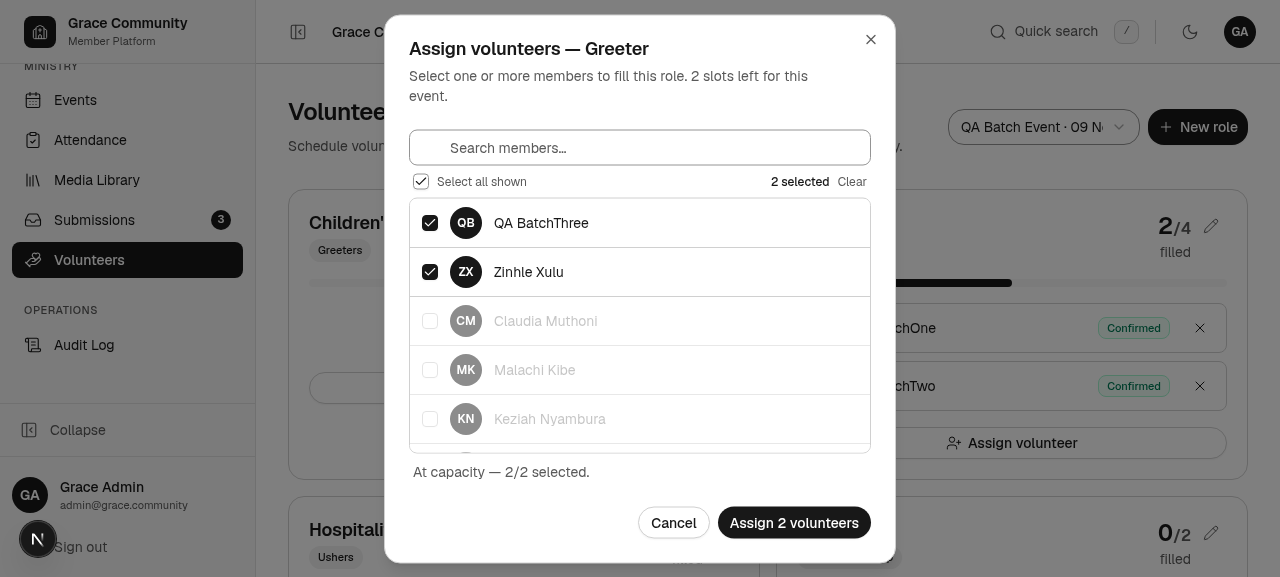 Grace Community
Member Platform
MINISTRY
Events
Attendance
Media Library
Submissions
3
Volunteers
OPERATIONS
Audit Log
Collapse
GA
Grace Admin
admin@grace.community
N
Sign out
Grace C
Quick search
/
GA
Volunteer
Schedule volun
y.
QA Batch Event · 09 N
New role
Children'
Greeters
2/4
filled
chOne
Confirmed
chTwo
Confirmed
Assign volunteer
Hospitali
Ushers
filled
0/2
filled
Assign volunteers — Greeter
Select one or more members to fill this role. 2 slots left for this
event.
Search members…
Select all shown
2 selected
Clear
QB
QA BatchThree
ZX
Zinhle Xulu
CM
Claudia Muthoni
MK
Malachi Kibe
KN
Keziah Nyambura
At capacity — 2/2 selected.
Cancel
Assign 2 volunteers